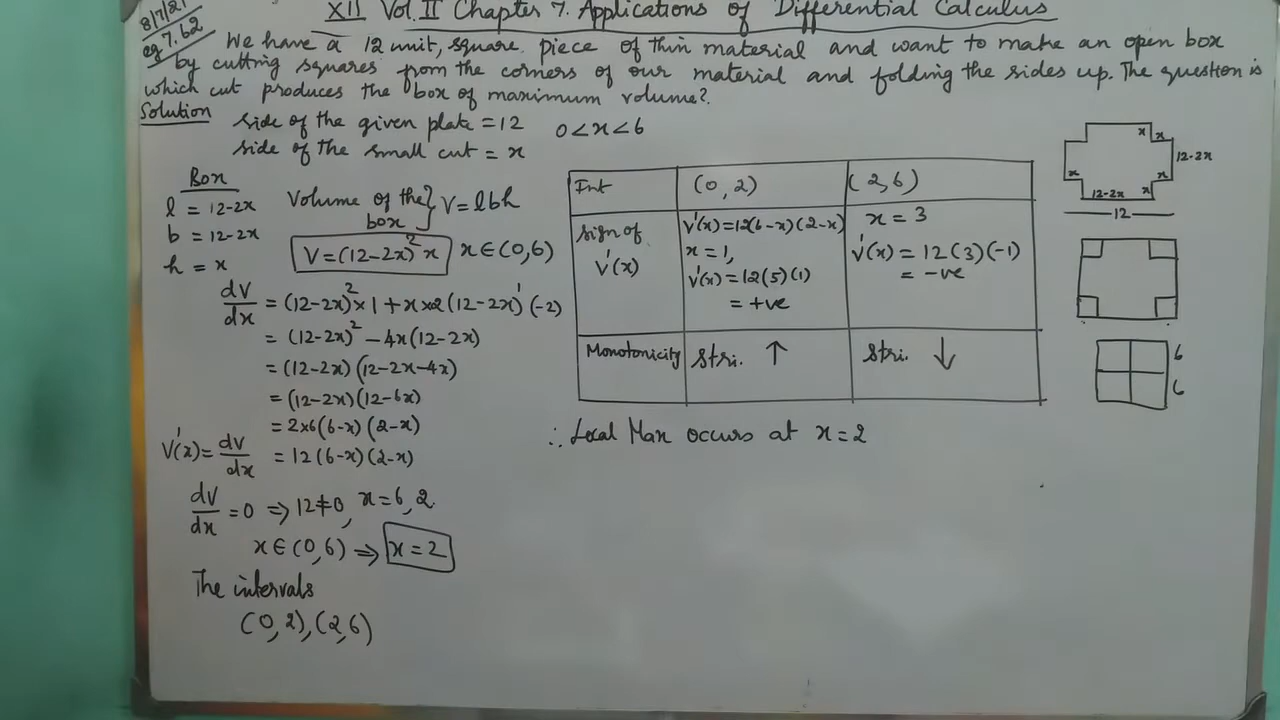 8/7/21
eg 7.62
XII Vol. II Chapter 7. Applications of Differential Calculus
We have a 12 unit, square piece of thin material and want to make an open box
by cutting squares from the corners of our material and folding the sides up. The question is
which cut produces the box of maximum volume?.
Solution
side of the given plate = 12   0 < x < 6
side of the small cut = x
Box
l = 12-2x
b = 12-2x
h = x
Volume of the box } V = lbh
V = (12-2x)² x   x ∈ (0,6)
dV/dx = (12-2x)² × 1 + x × 2 (12-2x)¹ (-2)
= (12-2x)² - 4x (12-2x)
= (12-2x) (12-2x-4x)
= (12-2x) (12-6x)
= 2×6 (6-x) (2-x)
V'(x) = dV/dx = 12 (6-x) (2-x)
dV/dx = 0 ⇒ 12 ≠ 0, x = 6, 2
x ∈ (0,6) ⇒ x = 2
The intervals
(0,2), (2,6)
Int   (0,2)   (2,6)
sign of V'(x)
V'(x) = 12(6-x)(2-x)
x = 1,
V'(x) = 12(5)(1)
= +ve
x = 3
V'(x) = 12(3)(-1)
= -ve
Monotonicity   Stri. ↑   Stri. ↓
∴ Local Max occurs at x = 2
x x
12-2x
x x
12-2x x
12
6
6